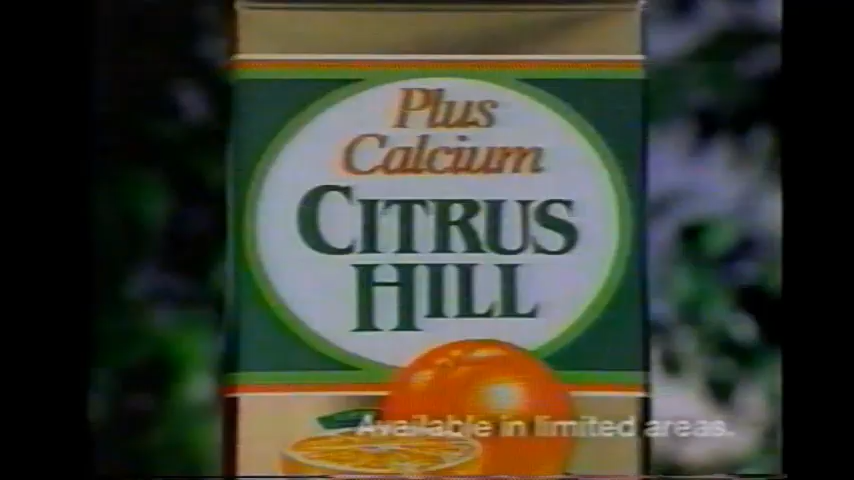 Plus
Calcium
CITRUS
HILL
Available in limited areas.